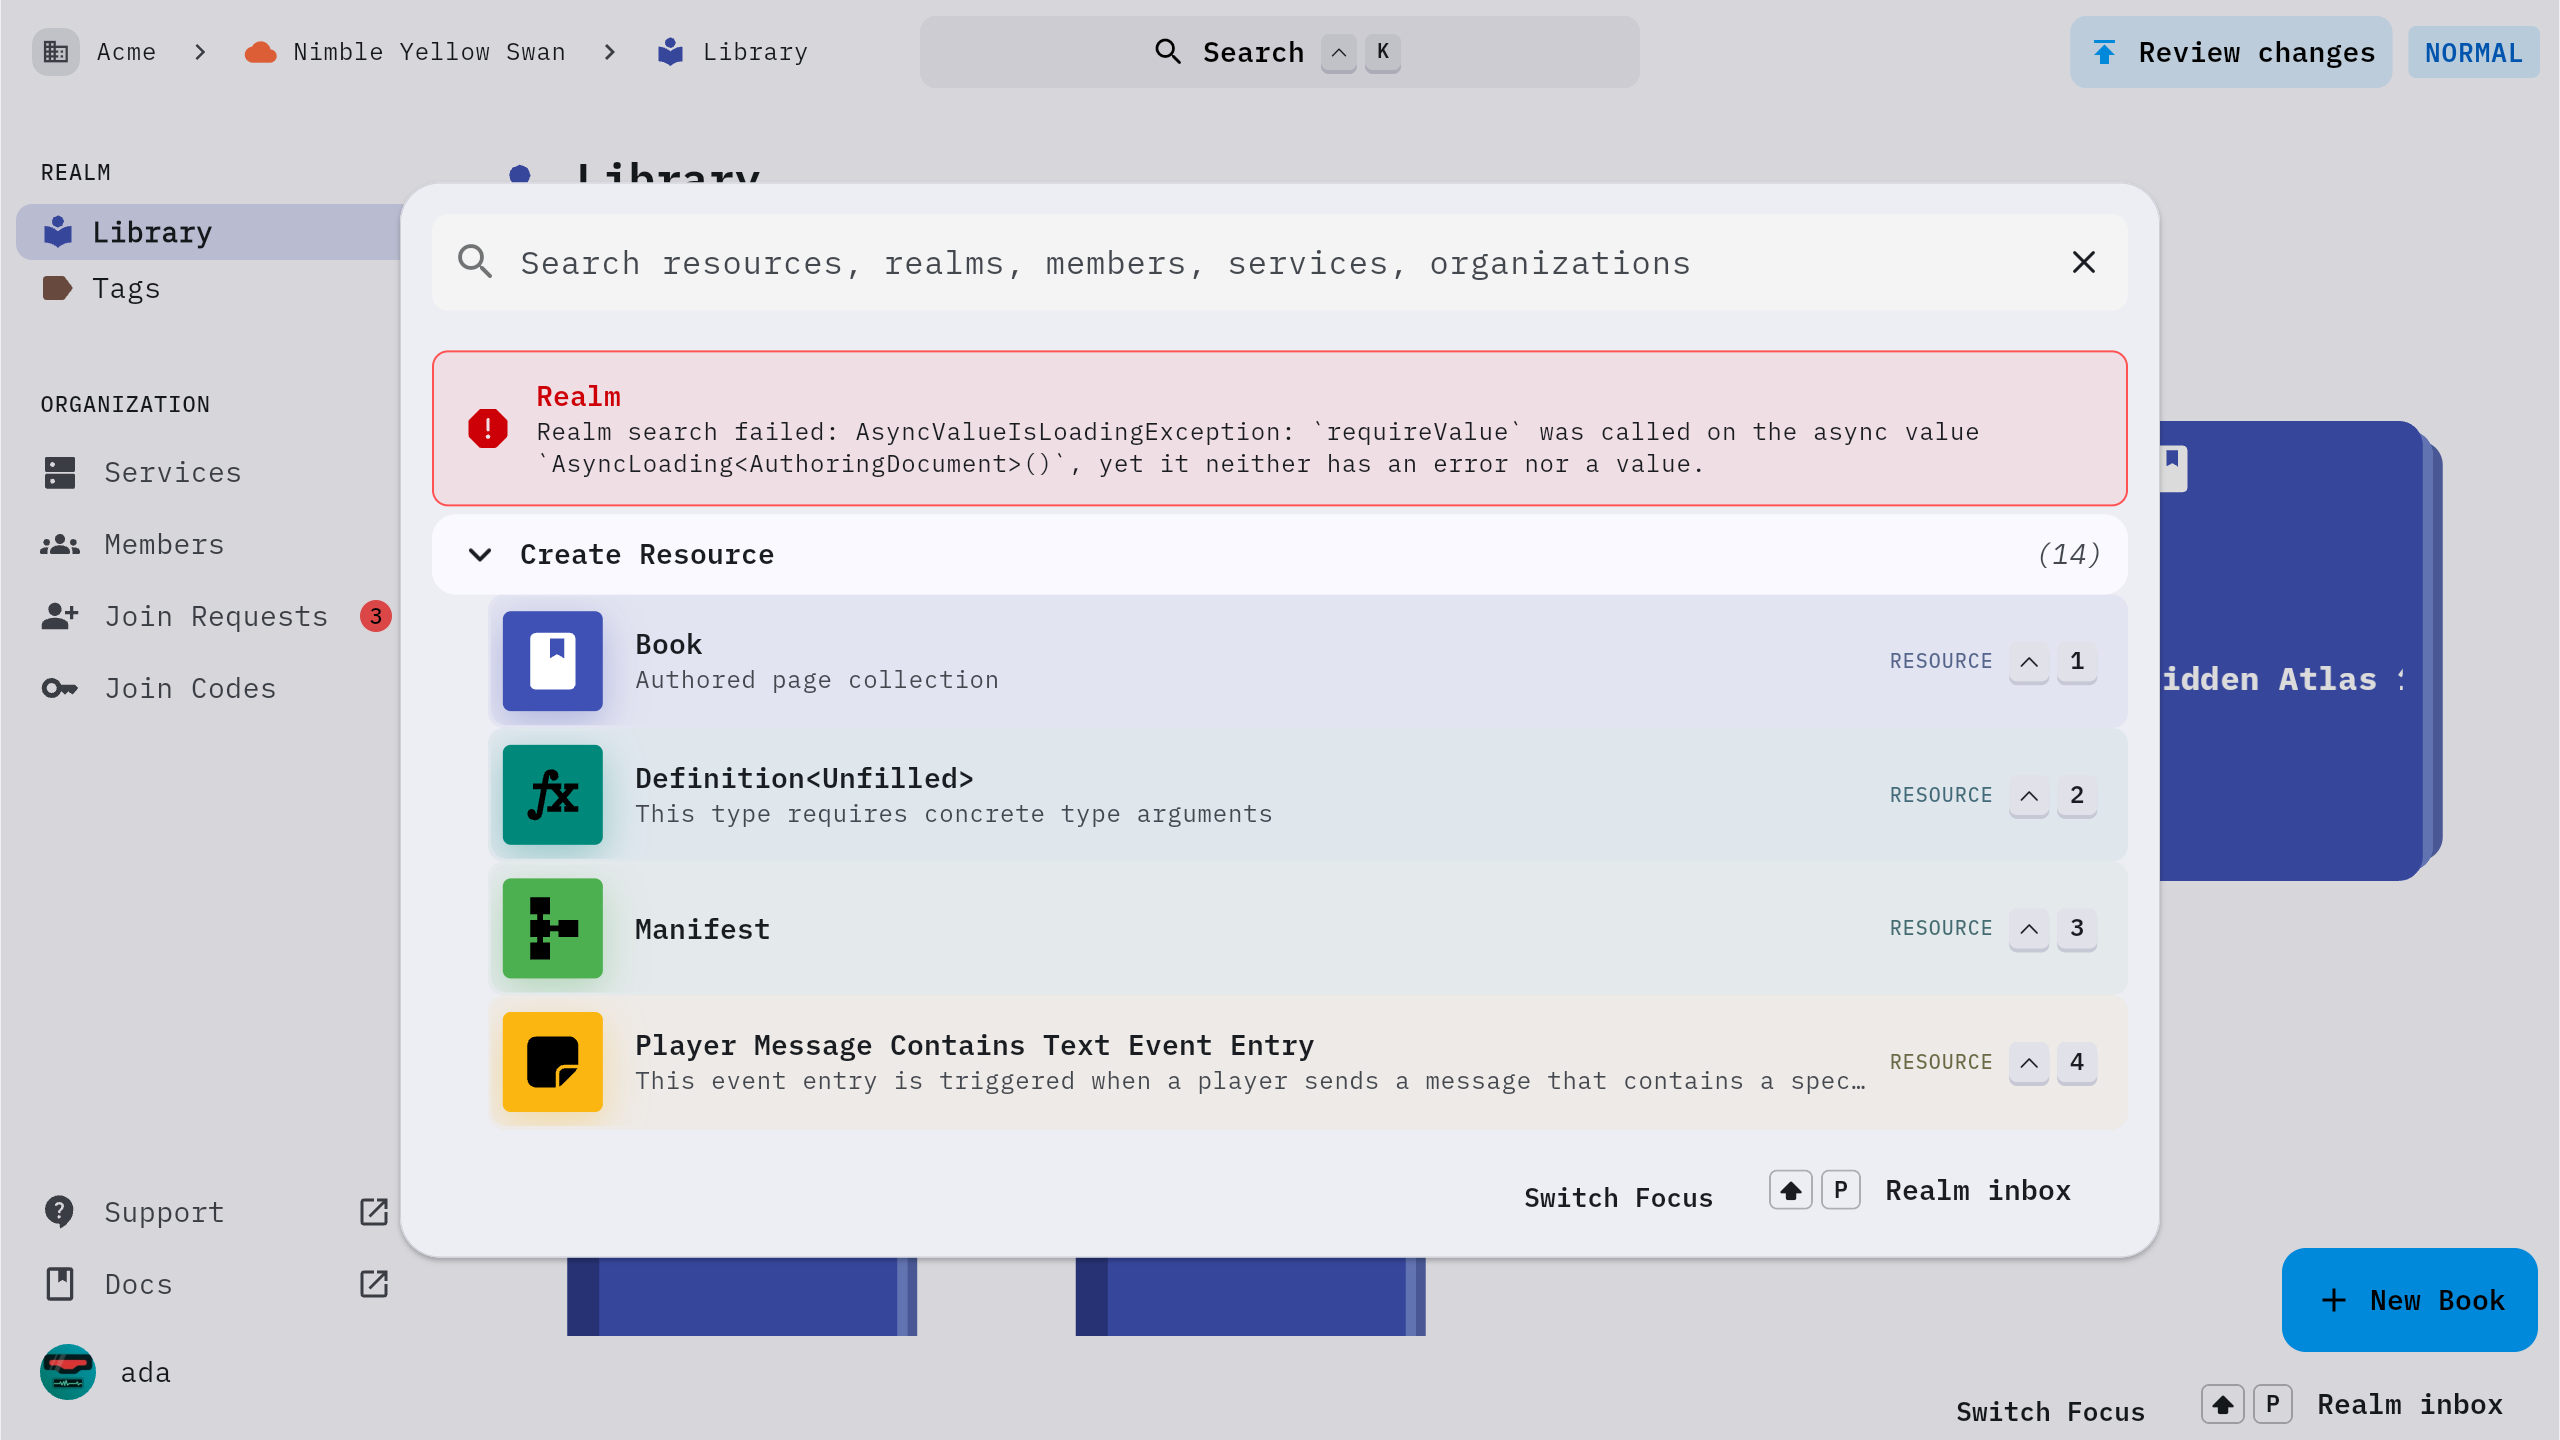 Acme
Nimble Yellow Swan
Library
Search
K
Review changes
NORMAL
REALM
Library
Library
Tags
ORGANIZATION
Services
Members
Join Requests
3
Join Codes
Search resources, realms, members, services, organizations
Realm
Realm search failed: AsyncValueIsLoadingException: `requireValue` was called on the async value
`AsyncLoading<AuthoringDocument>()`, yet it neither has an error nor a value.
Create Resource
(14)
Book
Authored page collection
RESOURCE
1
Definition<Unfilled>
This type requires concrete type arguments
RESOURCE
2
Manifest
RESOURCE
3
Player Message Contains Text Event Entry
This event entry is triggered when a player sends a message that contains a spec…
RESOURCE
4
idden Atlas
Switch Focus
P
Realm inbox
Support
Docs
ada
New Book
Switch Focus
P
Realm inbox